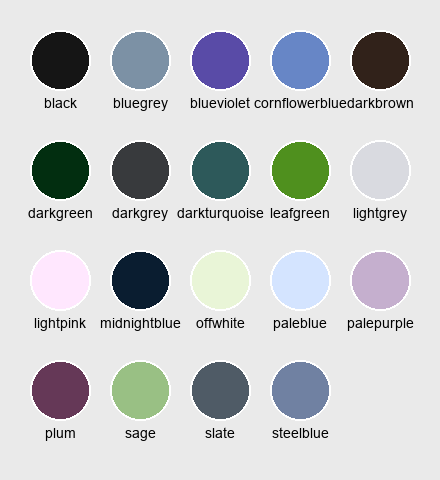 black bluegrey blueviolet cornflowerblue darkbrown
darkgreen darkgrey darkturquoise leafgreen lightgrey
lightpink midnightblue offwhite paleblue palepurple
plum sage slate steelblue